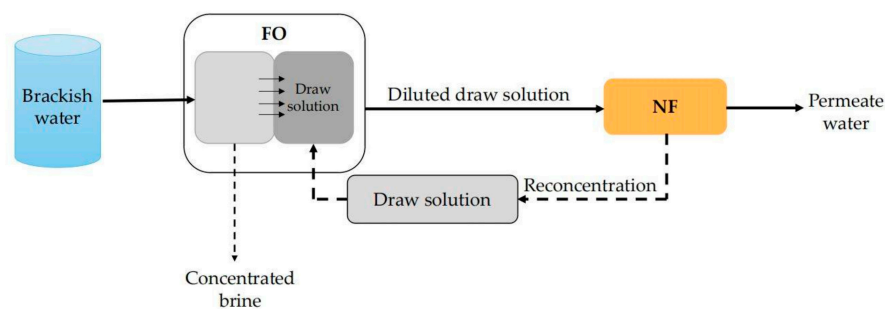 FO
Brackish
water
Draw
solution
Diluted draw solution
NF
Permeate
water
Reconcentration
Draw solution
Concentrated
brine